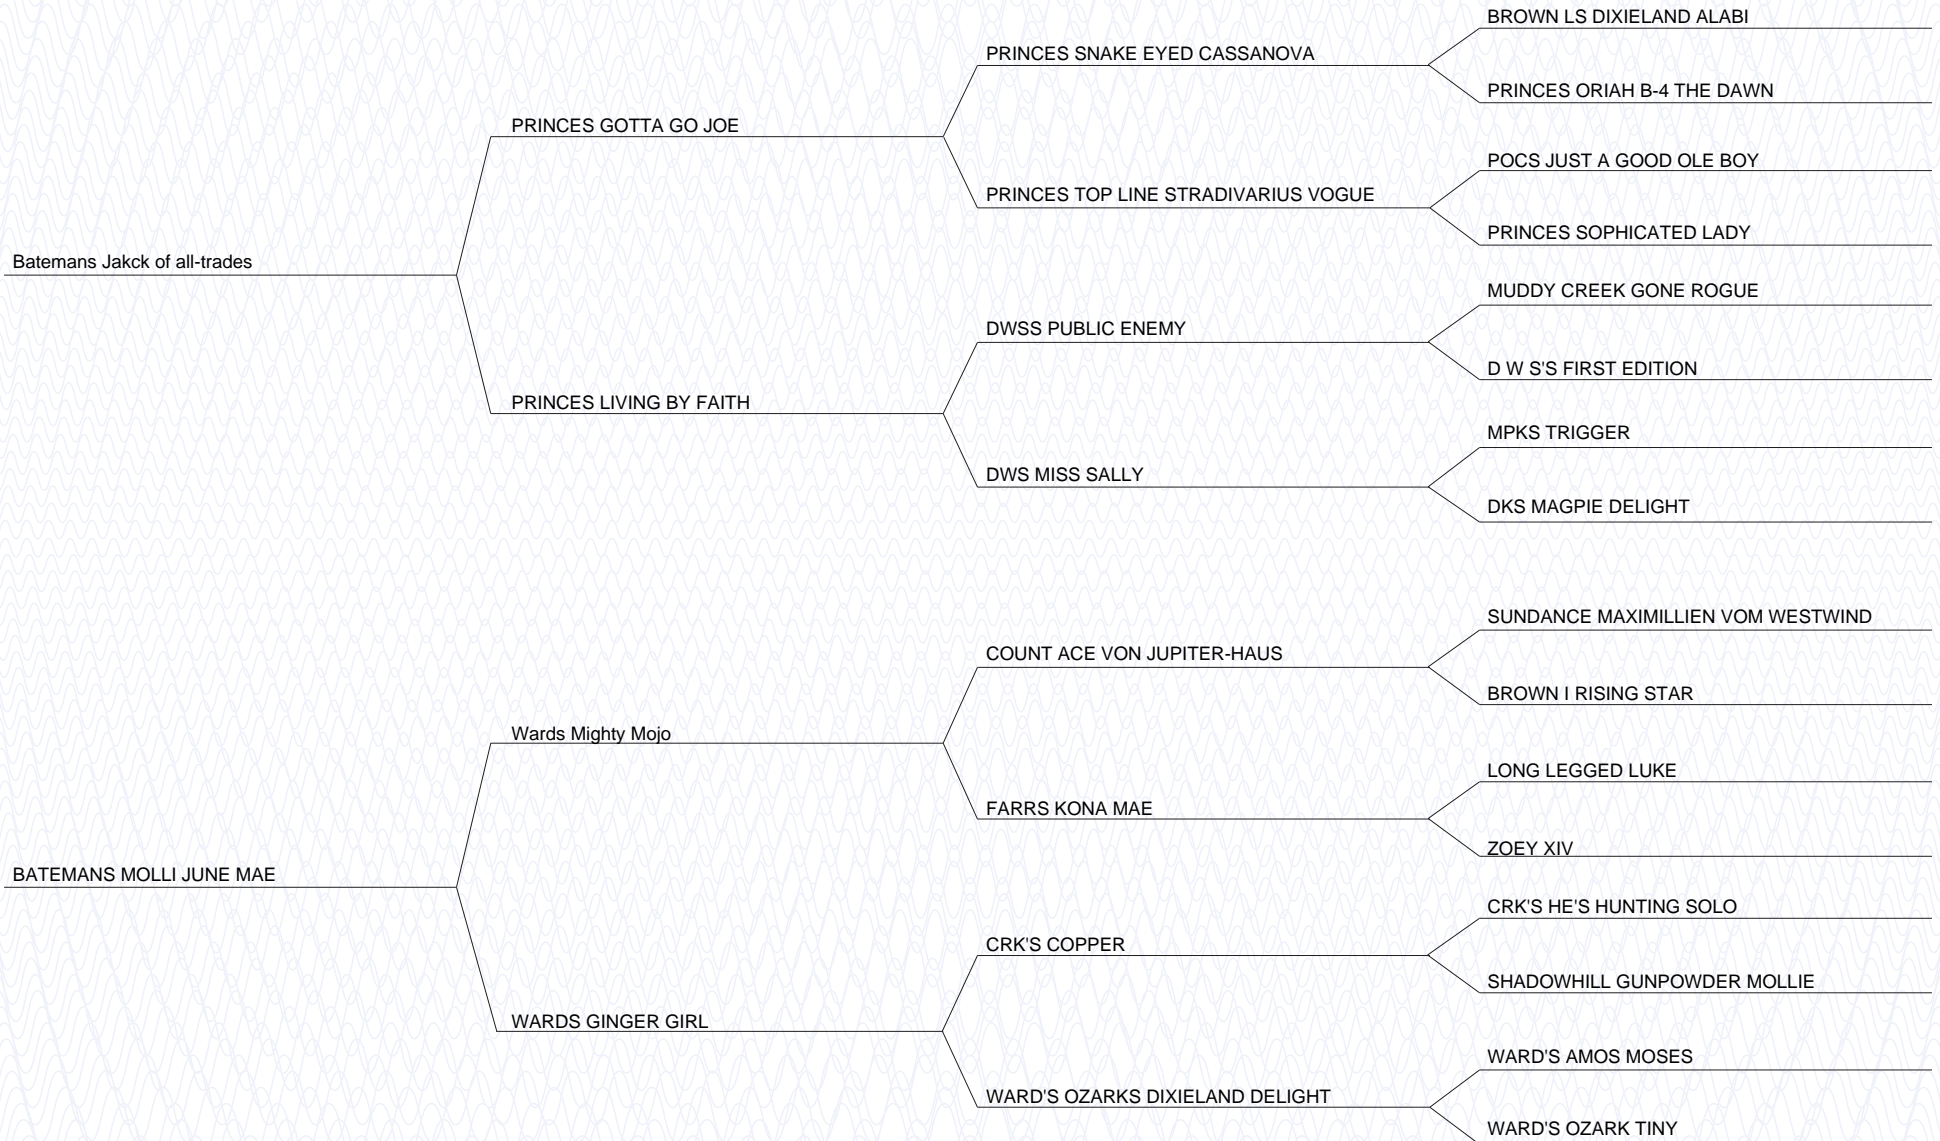 BROWN LS DIXIELAND ALABI
PRINCES SNAKE EYED CASSANOVA
PRINCES ORIAH B-4 THE DAWN
PRINCES GOTTA GO JOE
POCS JUST A GOOD OLE BOY
PRINCES TOP LINE STRADIVARIUS VOGUE
PRINCES SOPHICATED LADY
Batemans Jakck of all-trades
MUDDY CREEK GONE ROGUE
DWSS PUBLIC ENEMY
D W S'S FIRST EDITION
PRINCES LIVING BY FAITH
MPKS TRIGGER
DWS MISS SALLY
DKS MAGPIE DELIGHT
SUNDANCE MAXIMILLIEN VOM WESTWIND
COUNT ACE VON JUPITER-HAUS
BROWN I RISING STAR
Wards Mighty Mojo
LONG LEGGED LUKE
FARRS KONA MAE
ZOEY XIV
BATEMANS MOLLI JUNE MAE
CRK'S HE'S HUNTING SOLO
CRK'S COPPER
SHADOWHILL GUNPOWDER MOLLIE
WARDS GINGER GIRL
WARD'S AMOS MOSES
WARD'S OZARKS DIXIELAND DELIGHT
WARD'S OZARK TINY